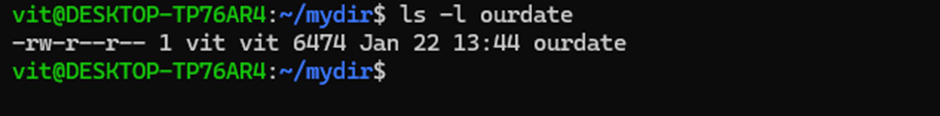 vit@DESKTOP-TP76AR4:~/mydir$ ls -l ourdate
-rw-r--r-- 1 vit vit 6474 Jan 22 13:44 ourdate
vit@DESKTOP-TP76AR4:~/mydir$